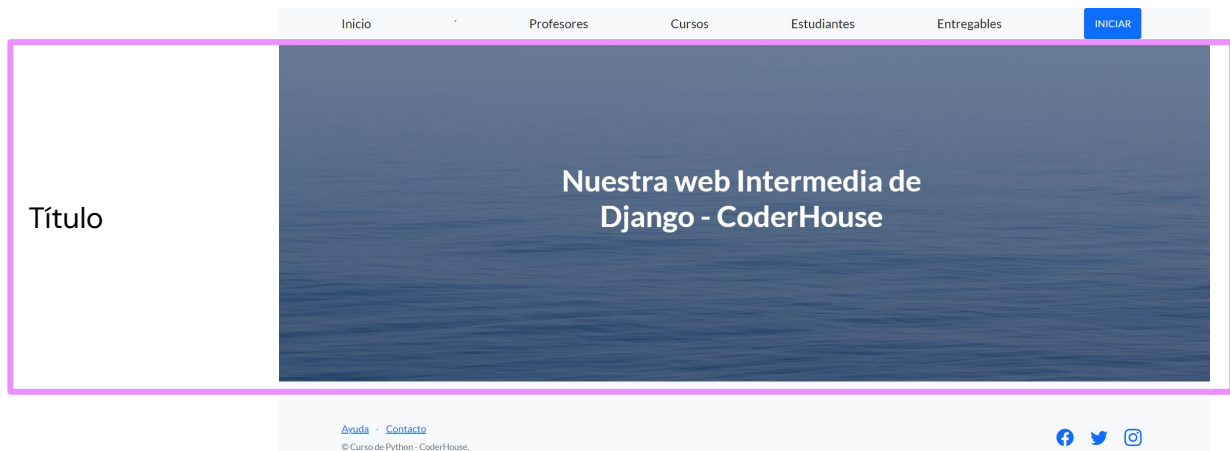 Inicio Profesores Cursos Estudiantes Entregables INICIAR
Título
Nuestra web Intermedia de
Django - CoderHouse
Ayuda · Contacto
© Curso de Python - CoderHouse.